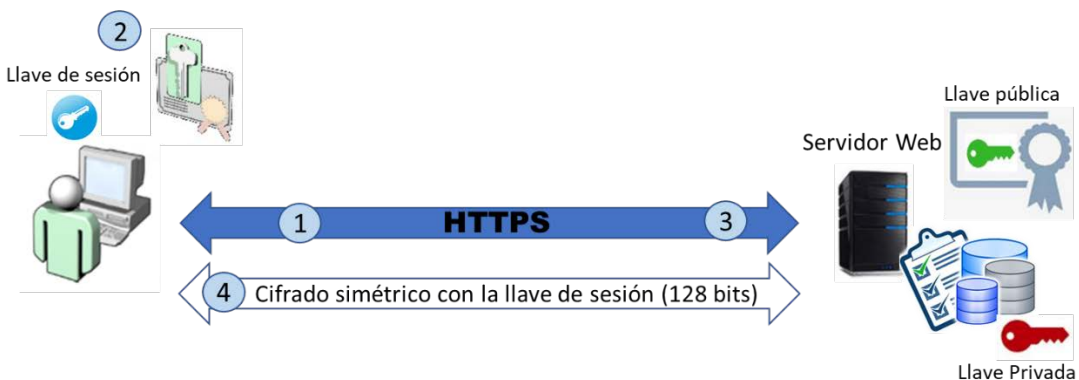 2
Llave de sesión
Llave pública
Servidor Web
1
HTTPS
3
4
Cifrado simétrico con la llave de sesión (128 bits)
Llave Privada